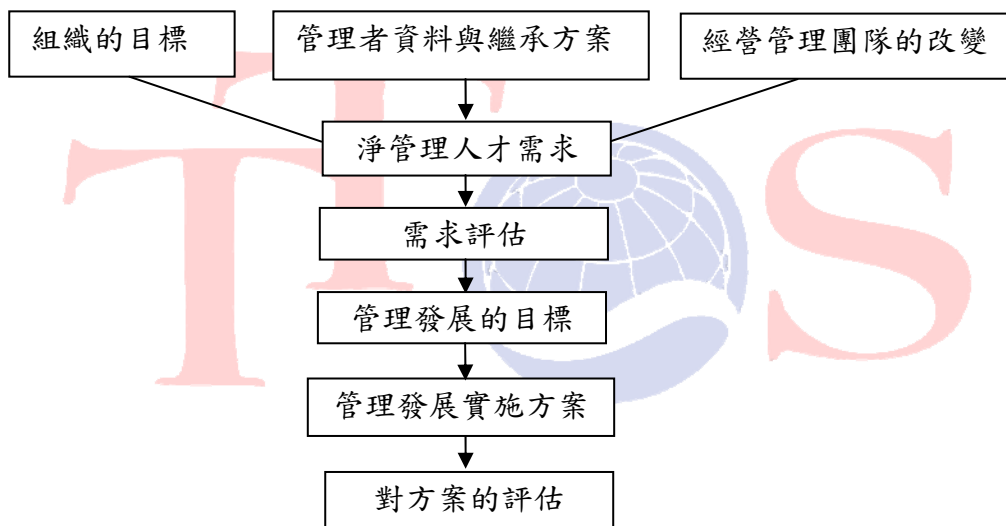 組織的目標
管理者資料與繼承方案
經營管理團隊的改變
淨管理人才需求
需求評估
管理發展的目標
管理發展實施方案
對方案的評估
TTQS